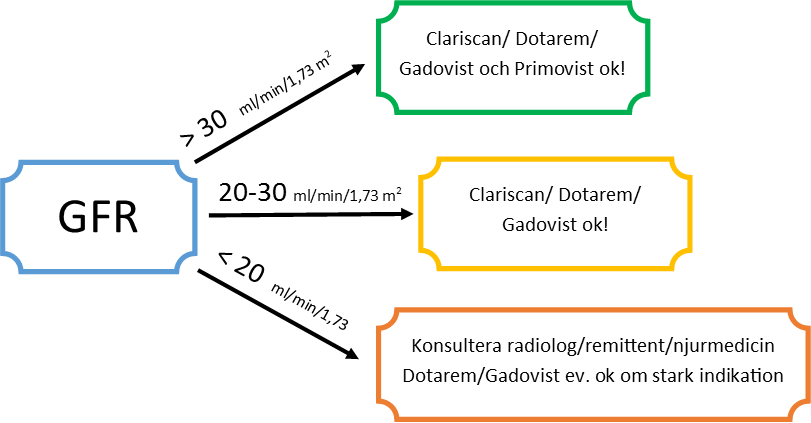 Clariscan/ Dotarem/
Gadovist och Primovist ok!
> 30 ml/min/1,73 m²
GFR
20-30 ml/min/1,73 m²
Clariscan/ Dotarem/
Gadovist ok!
< 20 ml/min/1,73
Konsultera radiolog/remittent/njurmedicin
Dotarem/Gadovist ev. ok om stark indikation